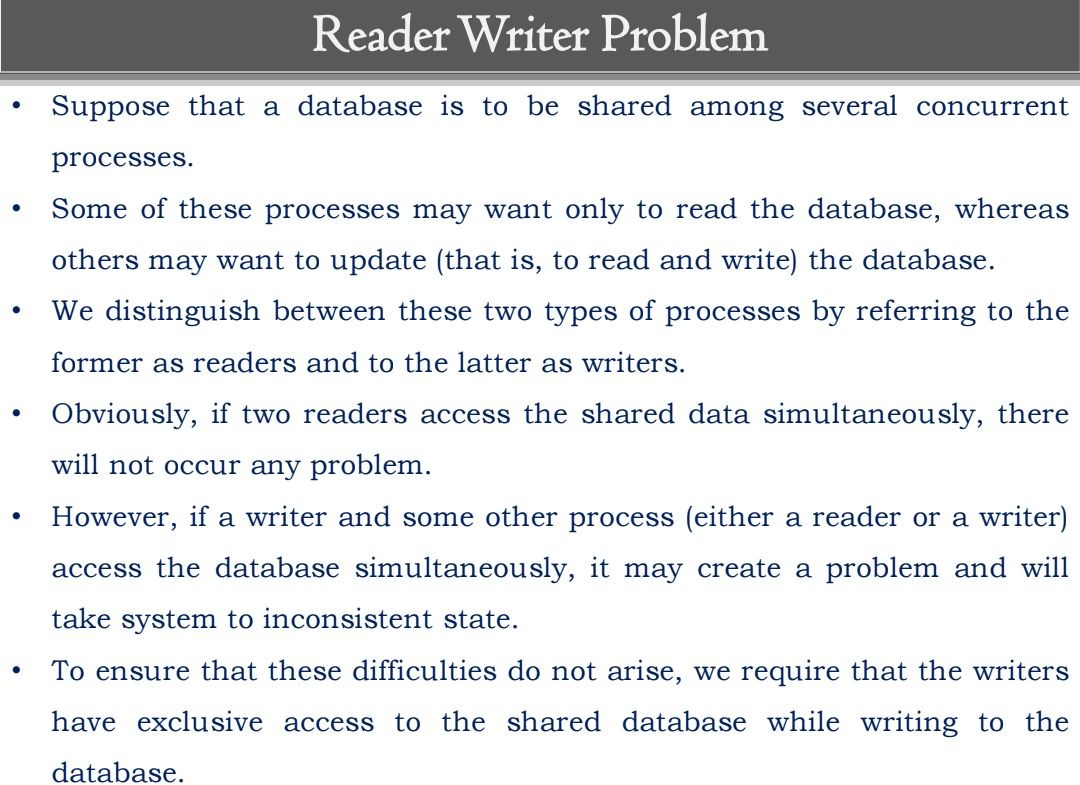 Reader Writer Problem
• Suppose that a database is to be shared among several concurrent
processes.
• Some of these processes may want only to read the database, whereas
others may want to update (that is, to read and write) the database.
• We distinguish between these two types of processes by referring to the
former as readers and to the latter as writers.
• Obviously, if two readers access the shared data simultaneously, there
will not occur any problem.
• However, if a writer and some other process (either a reader or a writer)
access the database simultaneously, it may create a problem and will
take system to inconsistent state.
• To ensure that these difficulties do not arise, we require that the writers
have exclusive access to the shared database while writing to the
database.